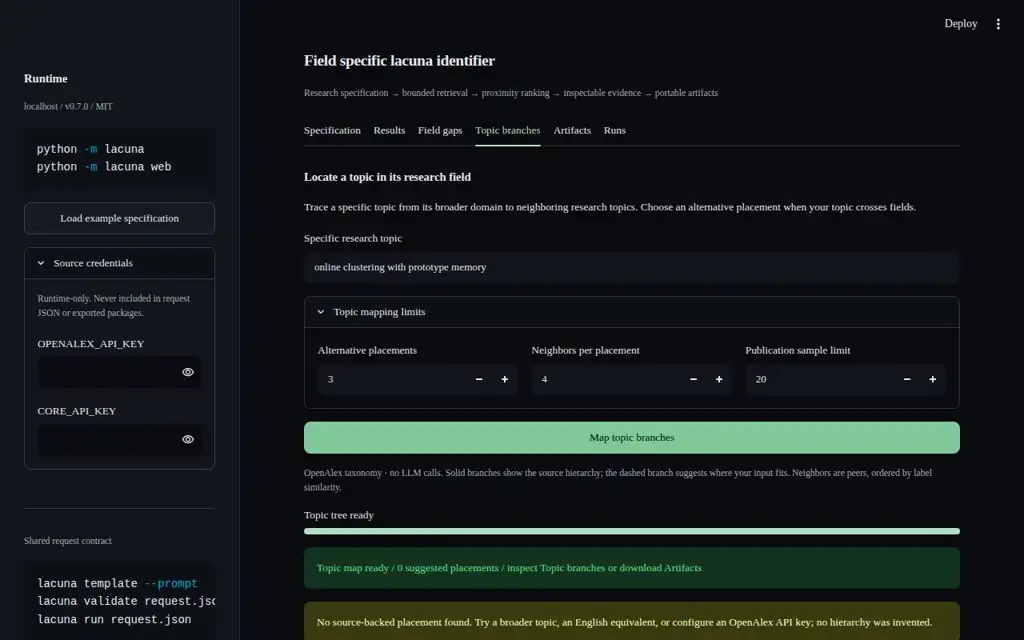 Deploy
Runtime
localhost / v0.7.0 / MIT
python -m lacuna
python -m lacuna web
Load example specification
Source credentials
Runtime-only. Never included in request
JSON or exported packages.
OPENALEX_API_KEY
CORE_API_KEY
Shared request contract
lacuna template --prompt
lacuna validate request.jsc
lacuna run request.json
Field specific lacuna identifier
Research specification → bounded retrieval → proximity ranking → inspectable evidence → portable artifacts
Specification Results Field gaps Topic branches Artifacts Runs
Locate a topic in its research field
Trace a specific topic from its broader domain to neighboring research topics. Choose an alternative placement when your topic crosses fields.
Specific research topic
online clustering with prototype memory
Topic mapping limits
Alternative placements Neighbors per placement Publication sample limit
3 − + 4 − + 20 − +
Map topic branches
OpenAlex taxonomy · no LLM calls. Solid branches show the source hierarchy; the dashed branch suggests where your input fits. Neighbors are peers, ordered by label
similarity.
Topic tree ready
Topic map ready / 0 suggested placements / inspect Topic branches or download Artifacts
No source-backed placement found. Try a broader topic, an English equivalent, or configure an OpenAlex API key; no hierarchy was invented.